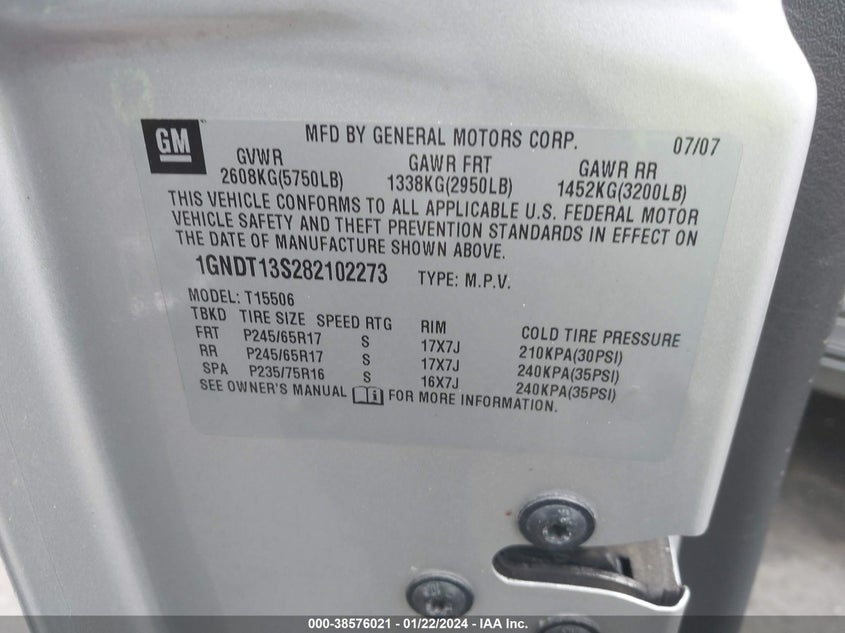 GM
MFD BY GENERAL MOTORS CORP. 07/07
GVWR GAWR FRT GAWR RR
2608KG(5750LB) 1338KG(2950LB) 1452KG(3200LB)
THIS VEHICLE CONFORMS TO ALL APPLICABLE U.S. FEDERAL MOTOR
VEHICLE SAFETY AND THEFT PREVENTION STANDARDS IN EFFECT ON
THE DATE OF MANUFACTURE SHOWN ABOVE.
1GNDT13S282102273 TYPE: M.P.V.
MODEL: T15506
TBKD TIRE SIZE SPEED RTG RIM COLD TIRE PRESSURE
FRT P245/65R17 S 17X7J 210KPA(30PSI)
RR P245/65R17 S 17X7J 240KPA(35PSI)
SPA P235/75R16 S 16X7J 240KPA(35PSI)
SEE OWNER'S MANUAL FOR MORE INFORMATION.
000-38576021 - 01/22/2024 - IAA Inc.